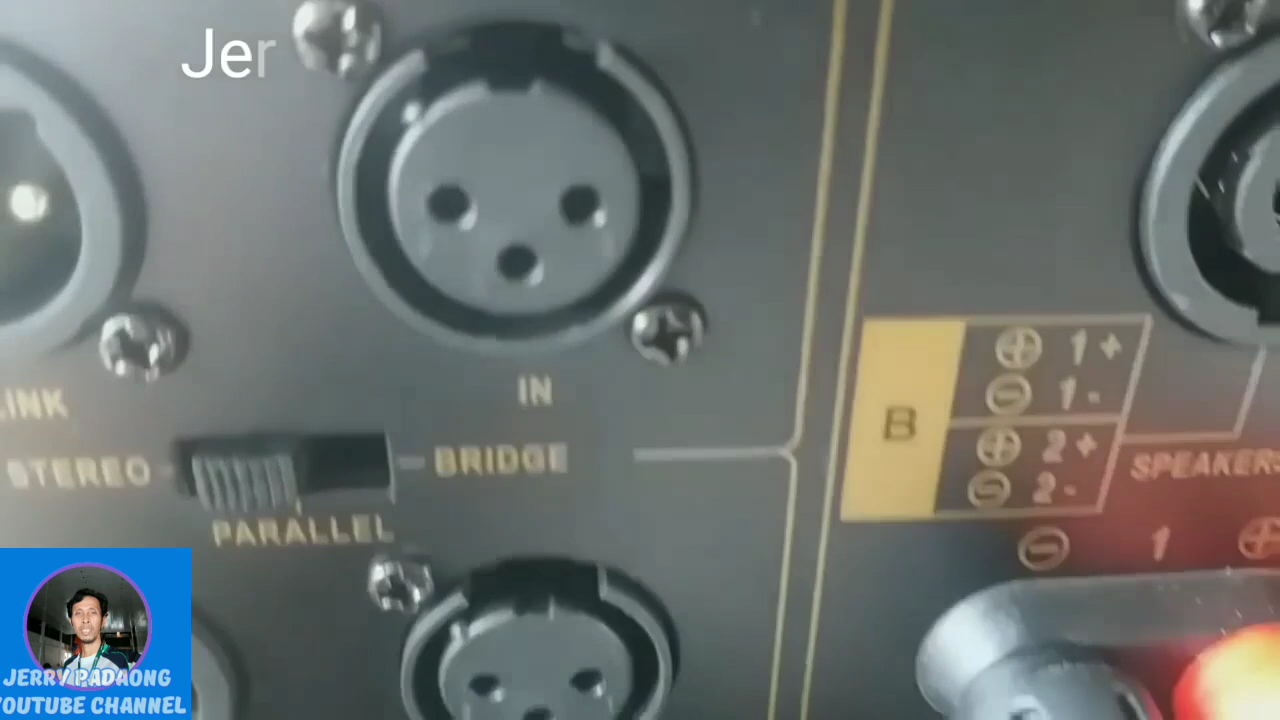 Jer
LINK
IN
STEREO
BRIDGE
PARALLEL
B
1 +
1 -
2 +
2 -
SPEAKERS
1
JERRY PADAONG
YOUTUBE CHANNEL